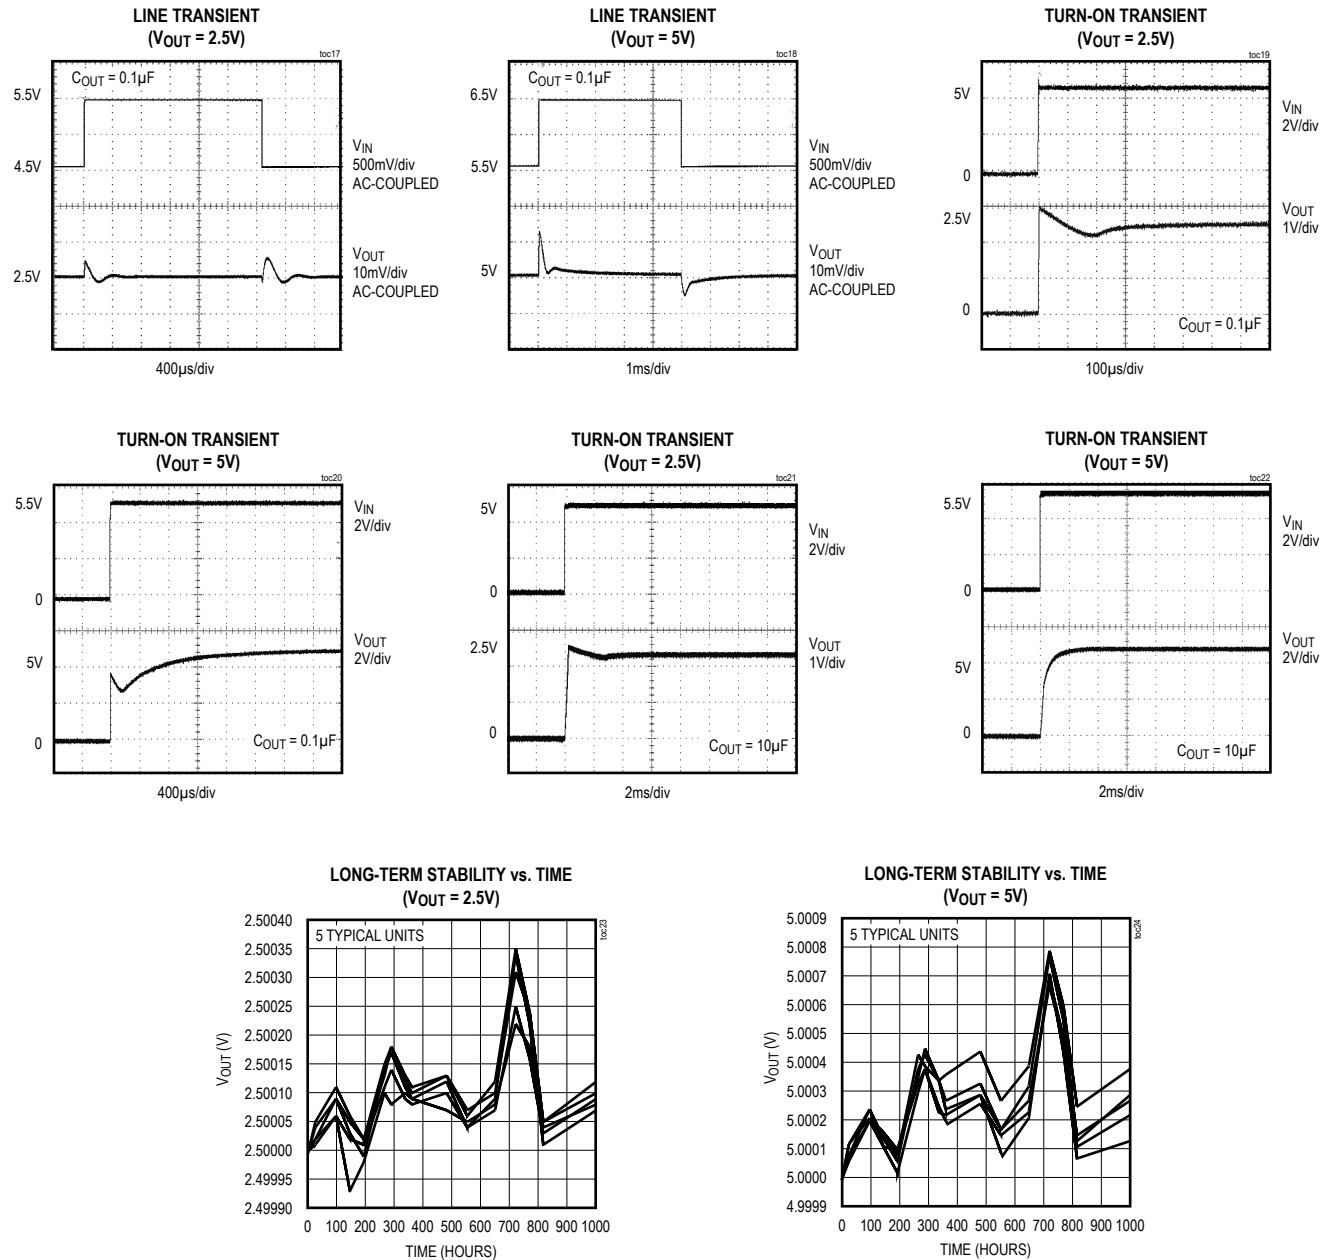 LINE TRANSIENT
(VOUT = 2.5V)
toc17
COUT = 0.1µF
5.5V
4.5V
2.5V
VIN
500mV/div
AC-COUPLED
VOUT
10mV/div
AC-COUPLED
400µs/div
LINE TRANSIENT
(VOUT = 5V)
toc18
COUT = 0.1µF
6.5V
5.5V
5V
VIN
500mV/div
AC-COUPLED
VOUT
10mV/div
AC-COUPLED
1ms/div
TURN-ON TRANSIENT
(VOUT = 2.5V)
toc19
5V
0
2.5V
0
VIN
2V/div
VOUT
1V/div
COUT = 0.1µF
100µs/div
TURN-ON TRANSIENT
(VOUT = 5V)
toc20
5.5V
0
5V
0
VIN
2V/div
VOUT
2V/div
COUT = 0.1µF
400µs/div
TURN-ON TRANSIENT
(VOUT = 2.5V)
toc21
5V
0
2.5V
0
VIN
2V/div
VOUT
1V/div
COUT = 10µF
2ms/div
TURN-ON TRANSIENT
(VOUT = 5V)
toc22
5.5V
0
5V
0
VIN
2V/div
VOUT
2V/div
COUT = 10µF
2ms/div
LONG-TERM STABILITY vs. TIME
(VOUT = 2.5V)
toc23
5 TYPICAL UNITS
2.50040
2.50035
2.50030
2.50025
2.50020
2.50015
2.50010
2.50005
2.50000
2.49995
2.49990
VOUT (V)
0 100 200 300 400 500 600 700 800 900 1000
TIME (HOURS)
LONG-TERM STABILITY vs. TIME
(VOUT = 5V)
toc24
5 TYPICAL UNITS
5.0009
5.0008
5.0007
5.0006
5.0005
5.0004
5.0003
5.0002
5.0001
5.0000
4.9999
VOUT (V)
0 100 200 300 400 500 600 700 800 900 1000
TIME (HOURS)